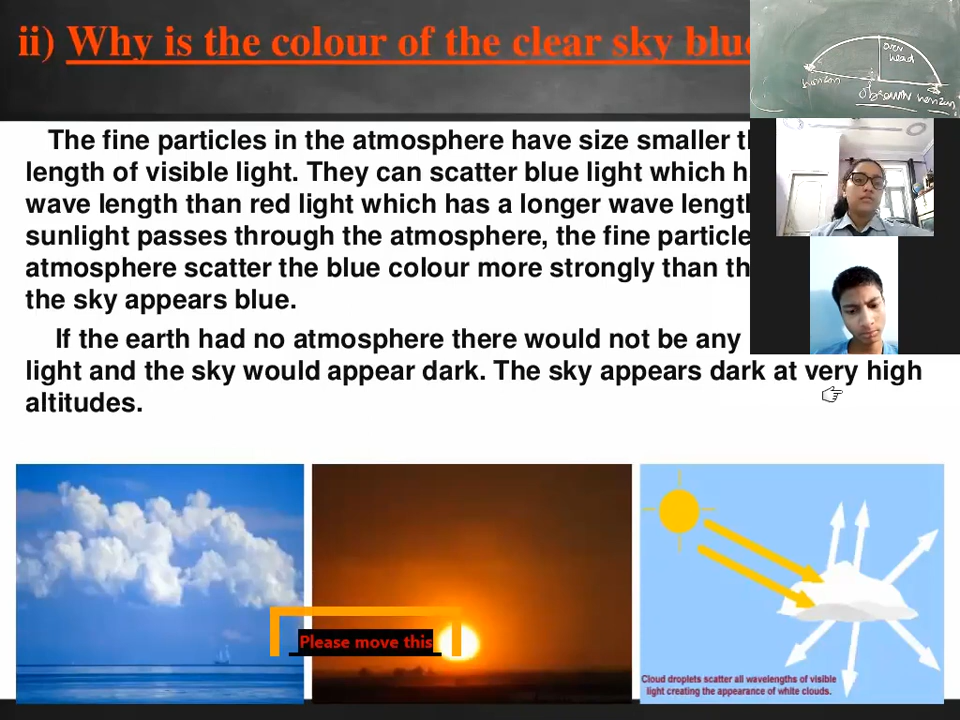 ii) Why is the colour of the clear sky blue
The fine particles in the atmosphere have size smaller
length of visible light. They can scatter blue light which
wave length than red light which has a longer wave length
sunlight passes through the atmosphere, the fine particle
atmosphere scatter the blue colour more strongly than
the sky appears blue.
If the earth had no atmosphere there would not be any
light and the sky would appear dark. The sky appears dark at very high
altitudes.
over
head
horizon
observer horizon
Please move this
Cloud droplets scatter all wavelengths of visible
light creating the appearance of white clouds.